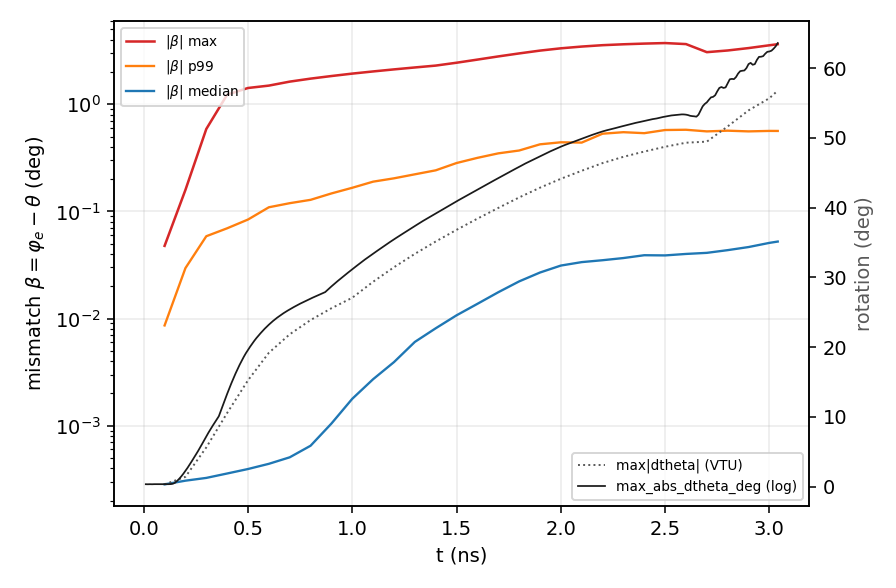 |β| max
|β| p99
|β| median
max|dtheta| (VTU)
max_abs_dtheta_deg (log)
mismatch β = φₑ − θ (deg)
10⁰
10⁻¹
10⁻²
10⁻³
rotation (deg)
60
50
40
30
20
10
0
0.0 0.5 1.0 1.5 2.0 2.5 3.0
t (ns)